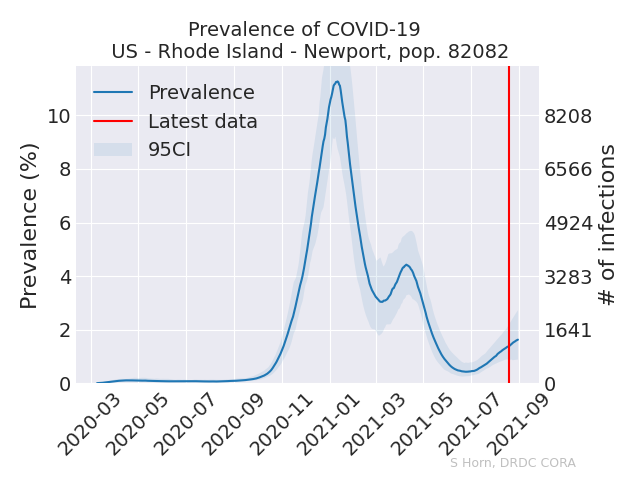 Prevalence of COVID-19
US - Rhode Island - Newport, pop. 82082
Prevalence
Latest data
95CI
Prevalence (%)
10
8
6
4
2
0
8208
6566
4924
3283
1641
0
# of infections
2020-03
2020-05
2020-07
2020-09
2020-11
2021-01
2021-03
2021-05
2021-07
2021-09
S Horn, DRDC CORA